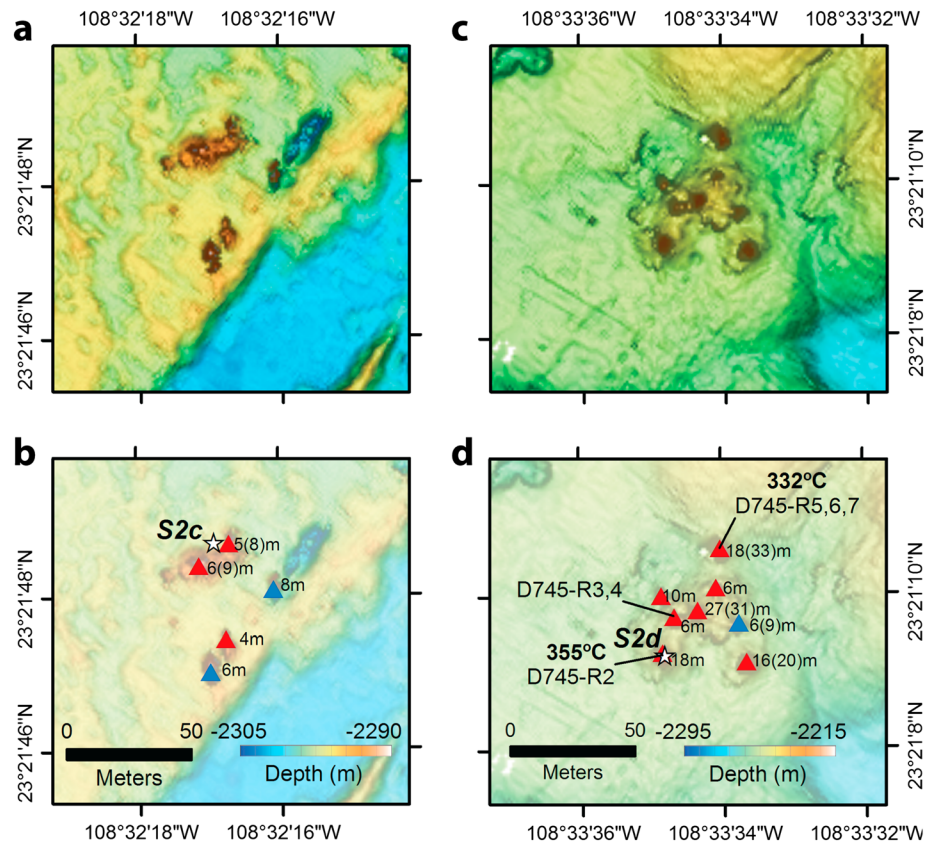 a
108°32'18"W
108°32'16"W
23°21'48"N
23°21'46"N
c
108°33'36"W
108°33'34"W
108°33'32"W
23°21'10"N
23°21'8"N
b
S2c
5(8)m
6(9)m
8m
4m
6m
0
50
Meters
-2305
-2290
Depth (m)
23°21'48"N
23°21'46"N
108°32'18"W
108°32'16"W
d
332°C
D745-R5,6,7
18(33)m
D745-R3,4
10m
6m
27(31)m
6m
6(9)m
S2d
355°C
D745-R2
18m
16(20)m
0
50
Meters
-2295
-2215
Depth (m)
23°21'10"N
23°21'8"N
108°33'36"W
108°33'34"W
108°33'32"W